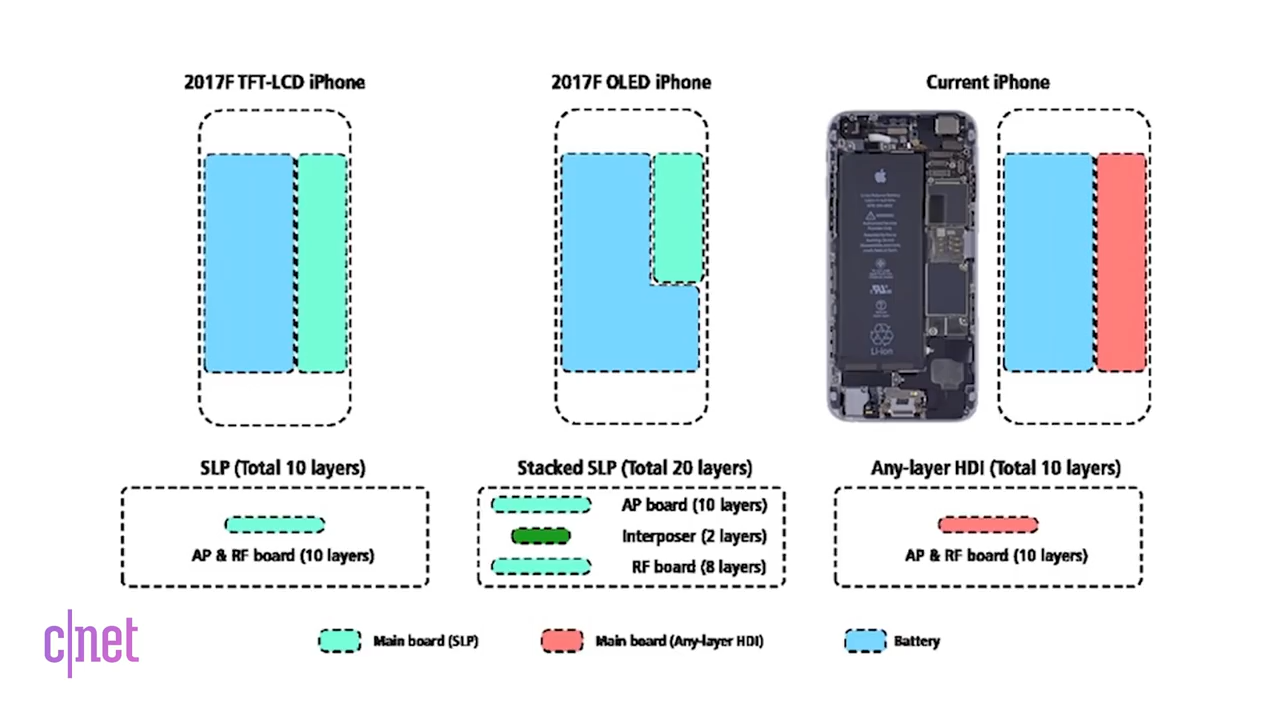 2017F TFT-LCD iPhone
2017F OLED iPhone
Current iPhone
Li-ion
SLP (Total 10 layers)
AP & RF board (10 layers)
Stacked SLP (Total 20 layers)
AP board (10 layers)
Interposer (2 layers)
RF board (8 layers)
Any-layer HDI (Total 10 layers)
AP & RF board (10 layers)
Main board (SLP)
Main board (Any-layer HDI)
Battery
c|net